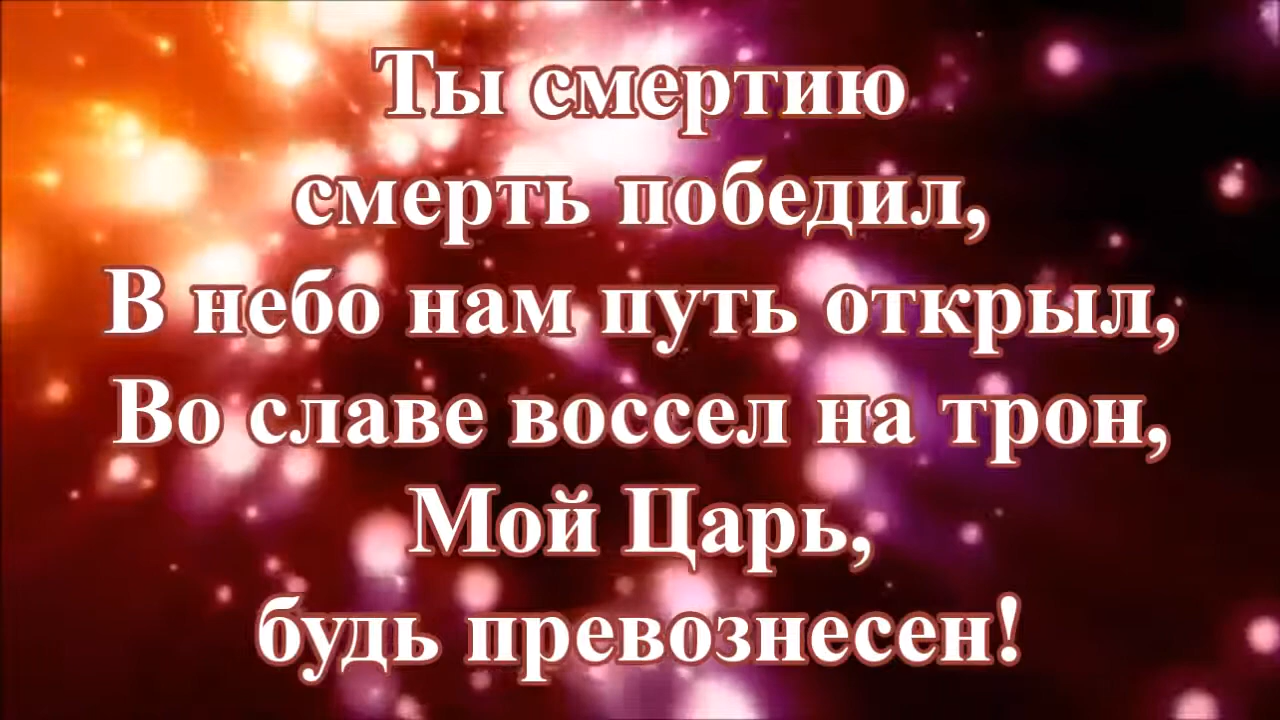 Ты смертию
смерть победил,
В небо нам путь открыл,
Во славе воссел на трон,
Мой Царь,
будь превознесен!